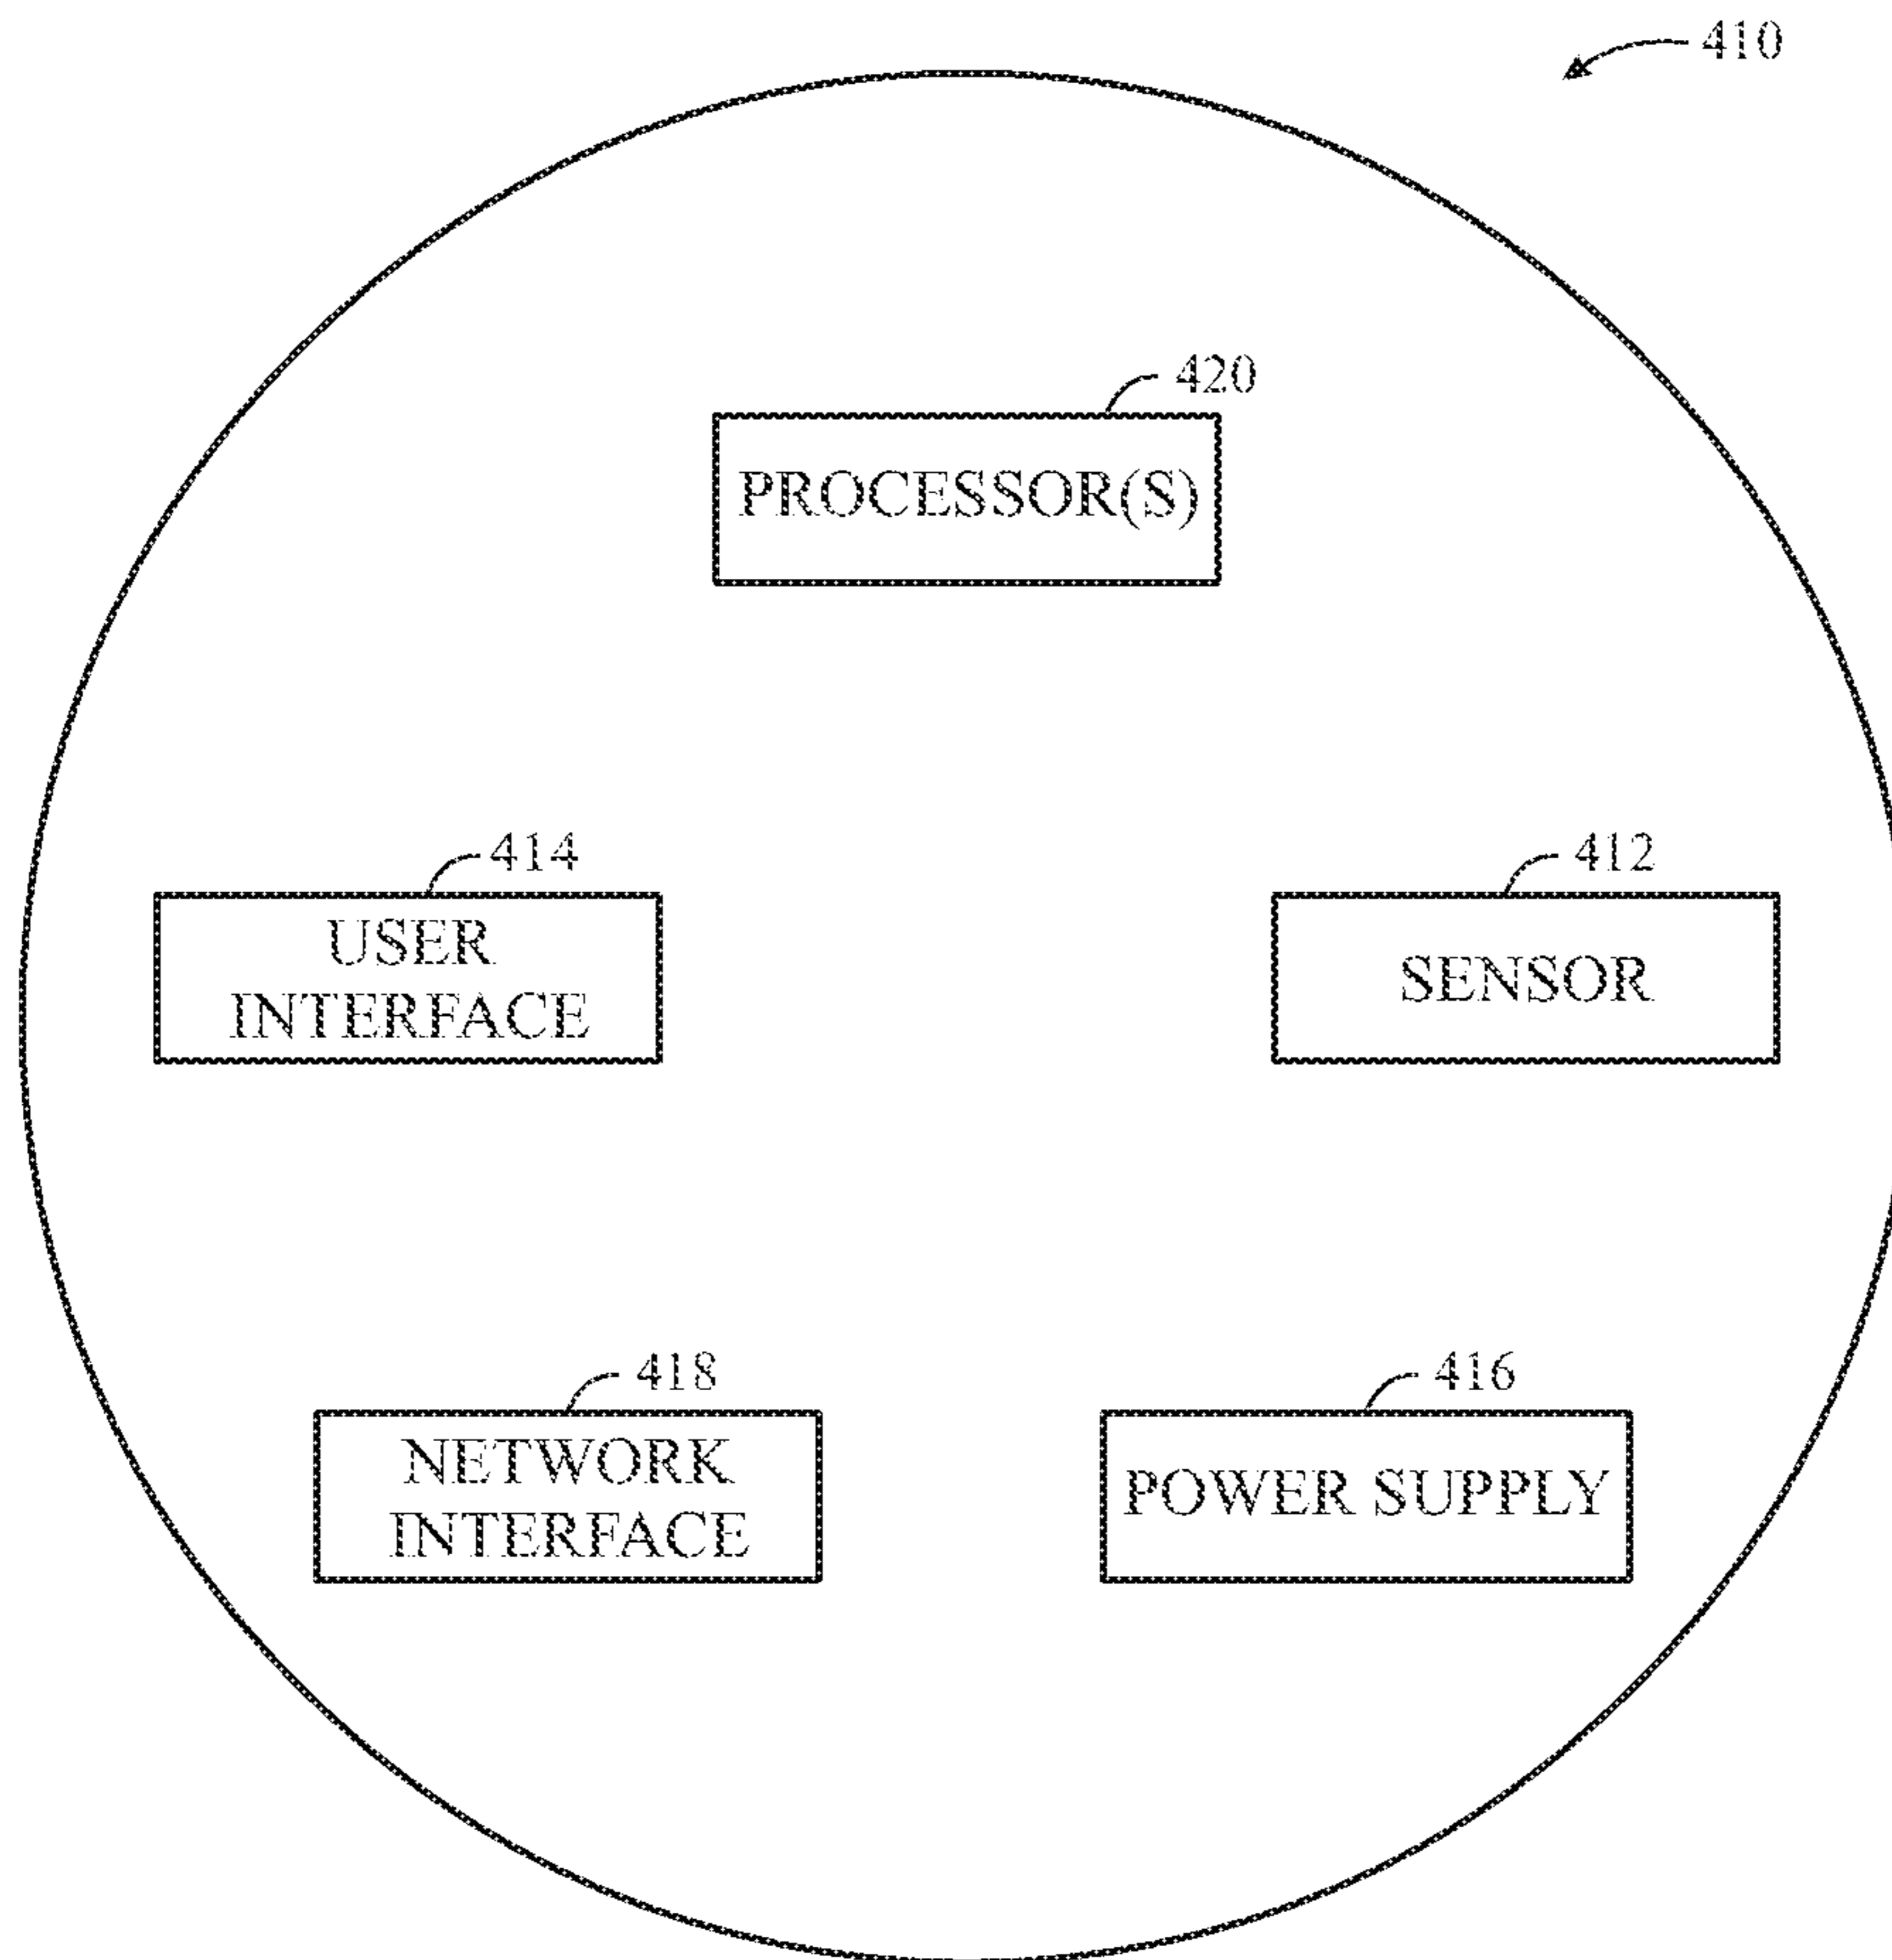 410
420
PROCESSOR(S)
414
USER
INTERFACE
412
SENSOR
418
NETWORK
INTERFACE
416
POWER SUPPLY